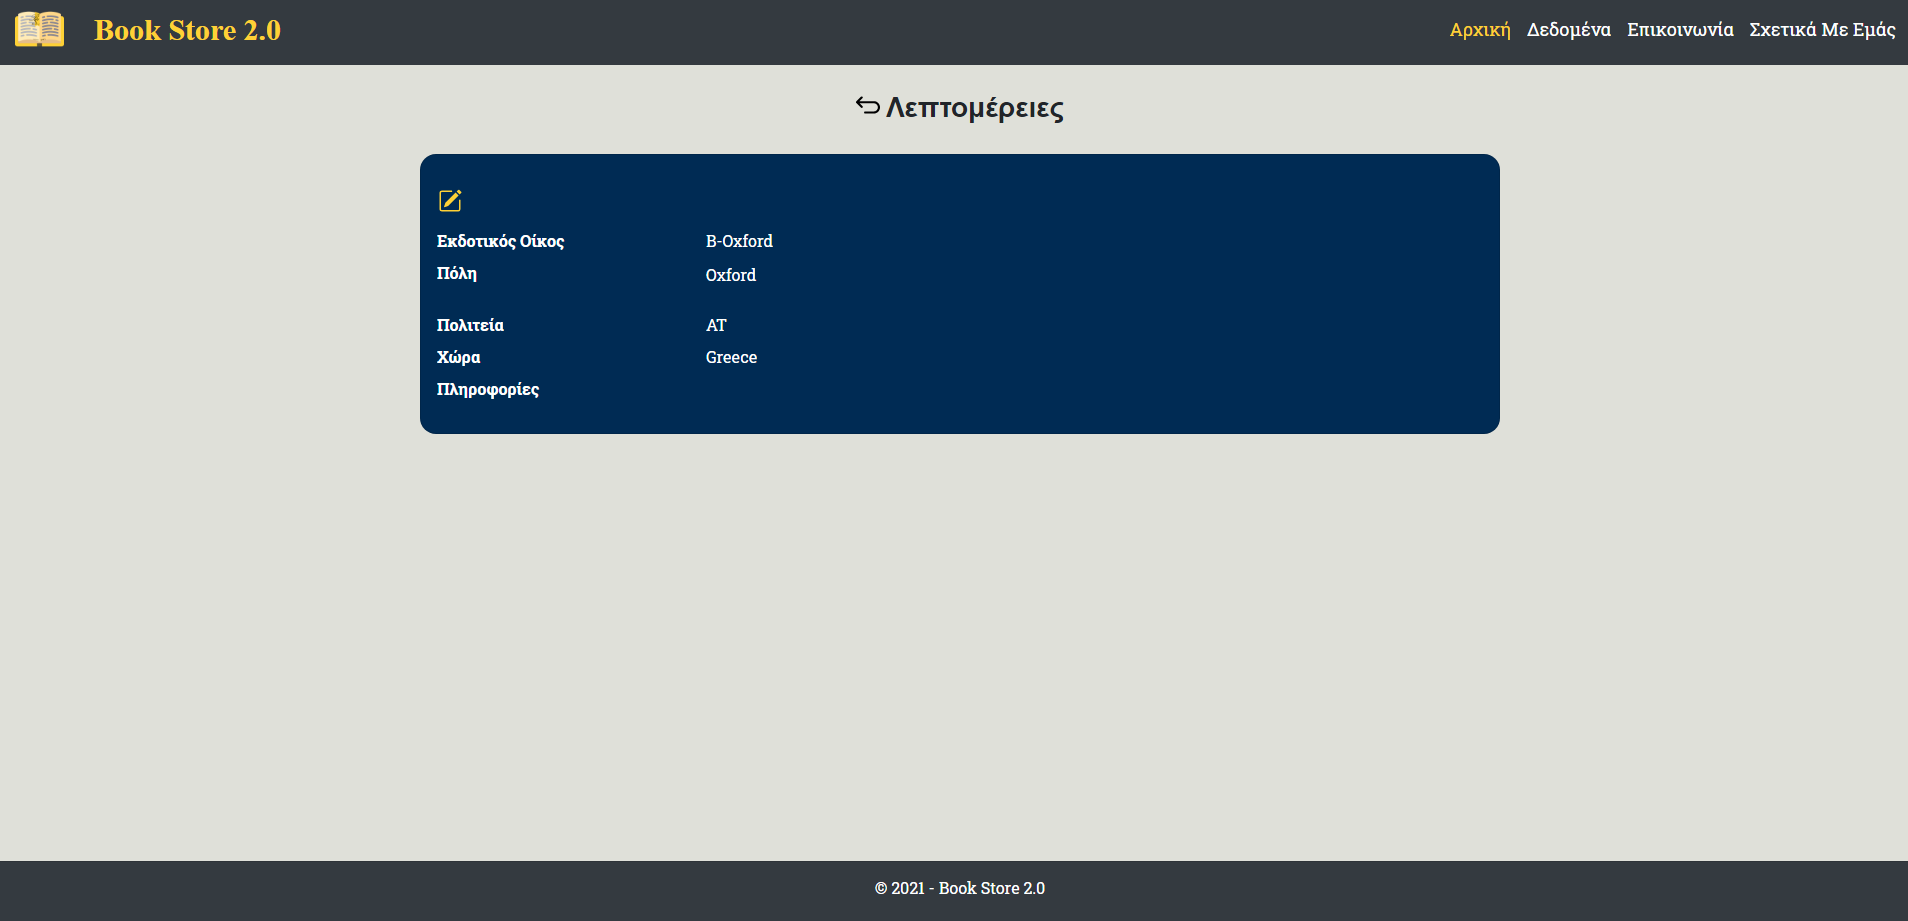 Book Store 2.0
Αρχική Δεδομένα Επικοινωνία Σχετικά Με Εμάς
Λεπτομέρειες
Εκδοτικός Οίκος B-Oxford
Πόλη Oxford
Πολιτεία AT
Χώρα Greece
Πληροφορίες
© 2021 - Book Store 2.0